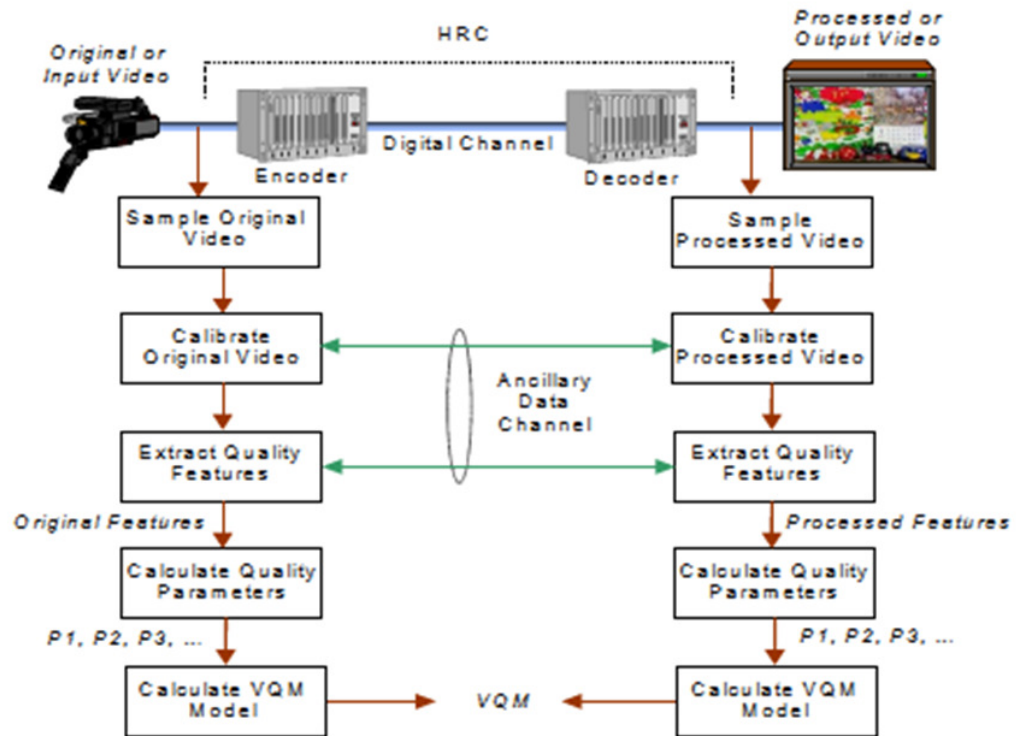 HRC
Original or
Input Video
Processed or
Output Video
Digital Channel
Encoder
Decoder
Sample Original
Video
Sample
Processed Video
Calibrate
Original Video
Calibrate
Processed Video
Ancillary
Data
Channel
Extract Quality
Features
Extract Quality
Features
Original Features
Processed Features
Calculate Quality
Parameters
Calculate Quality
Parameters
P1, P2, P3, ...
P1, P2, P3, ...
Calculate VQM
Model
VQM
Calculate VQM
Model